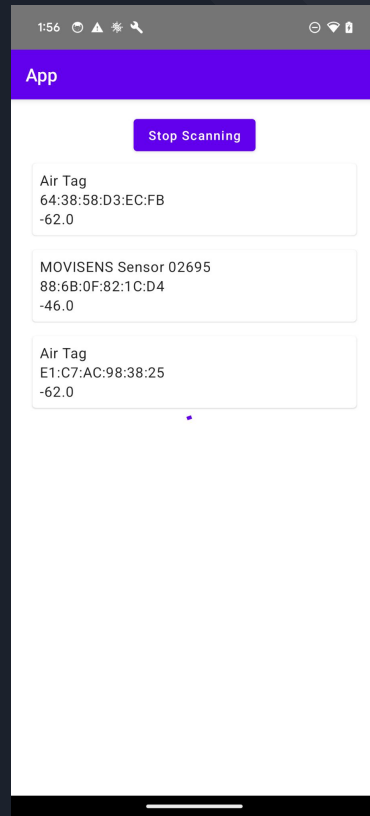 1:56
App
Stop Scanning
Air Tag
64:38:58:D3:EC:FB
-62.0
MOVISENS Sensor 02695
88:6B:0F:82:1C:D4
-46.0
Air Tag
E1:C7:AC:98:38:25
-62.0